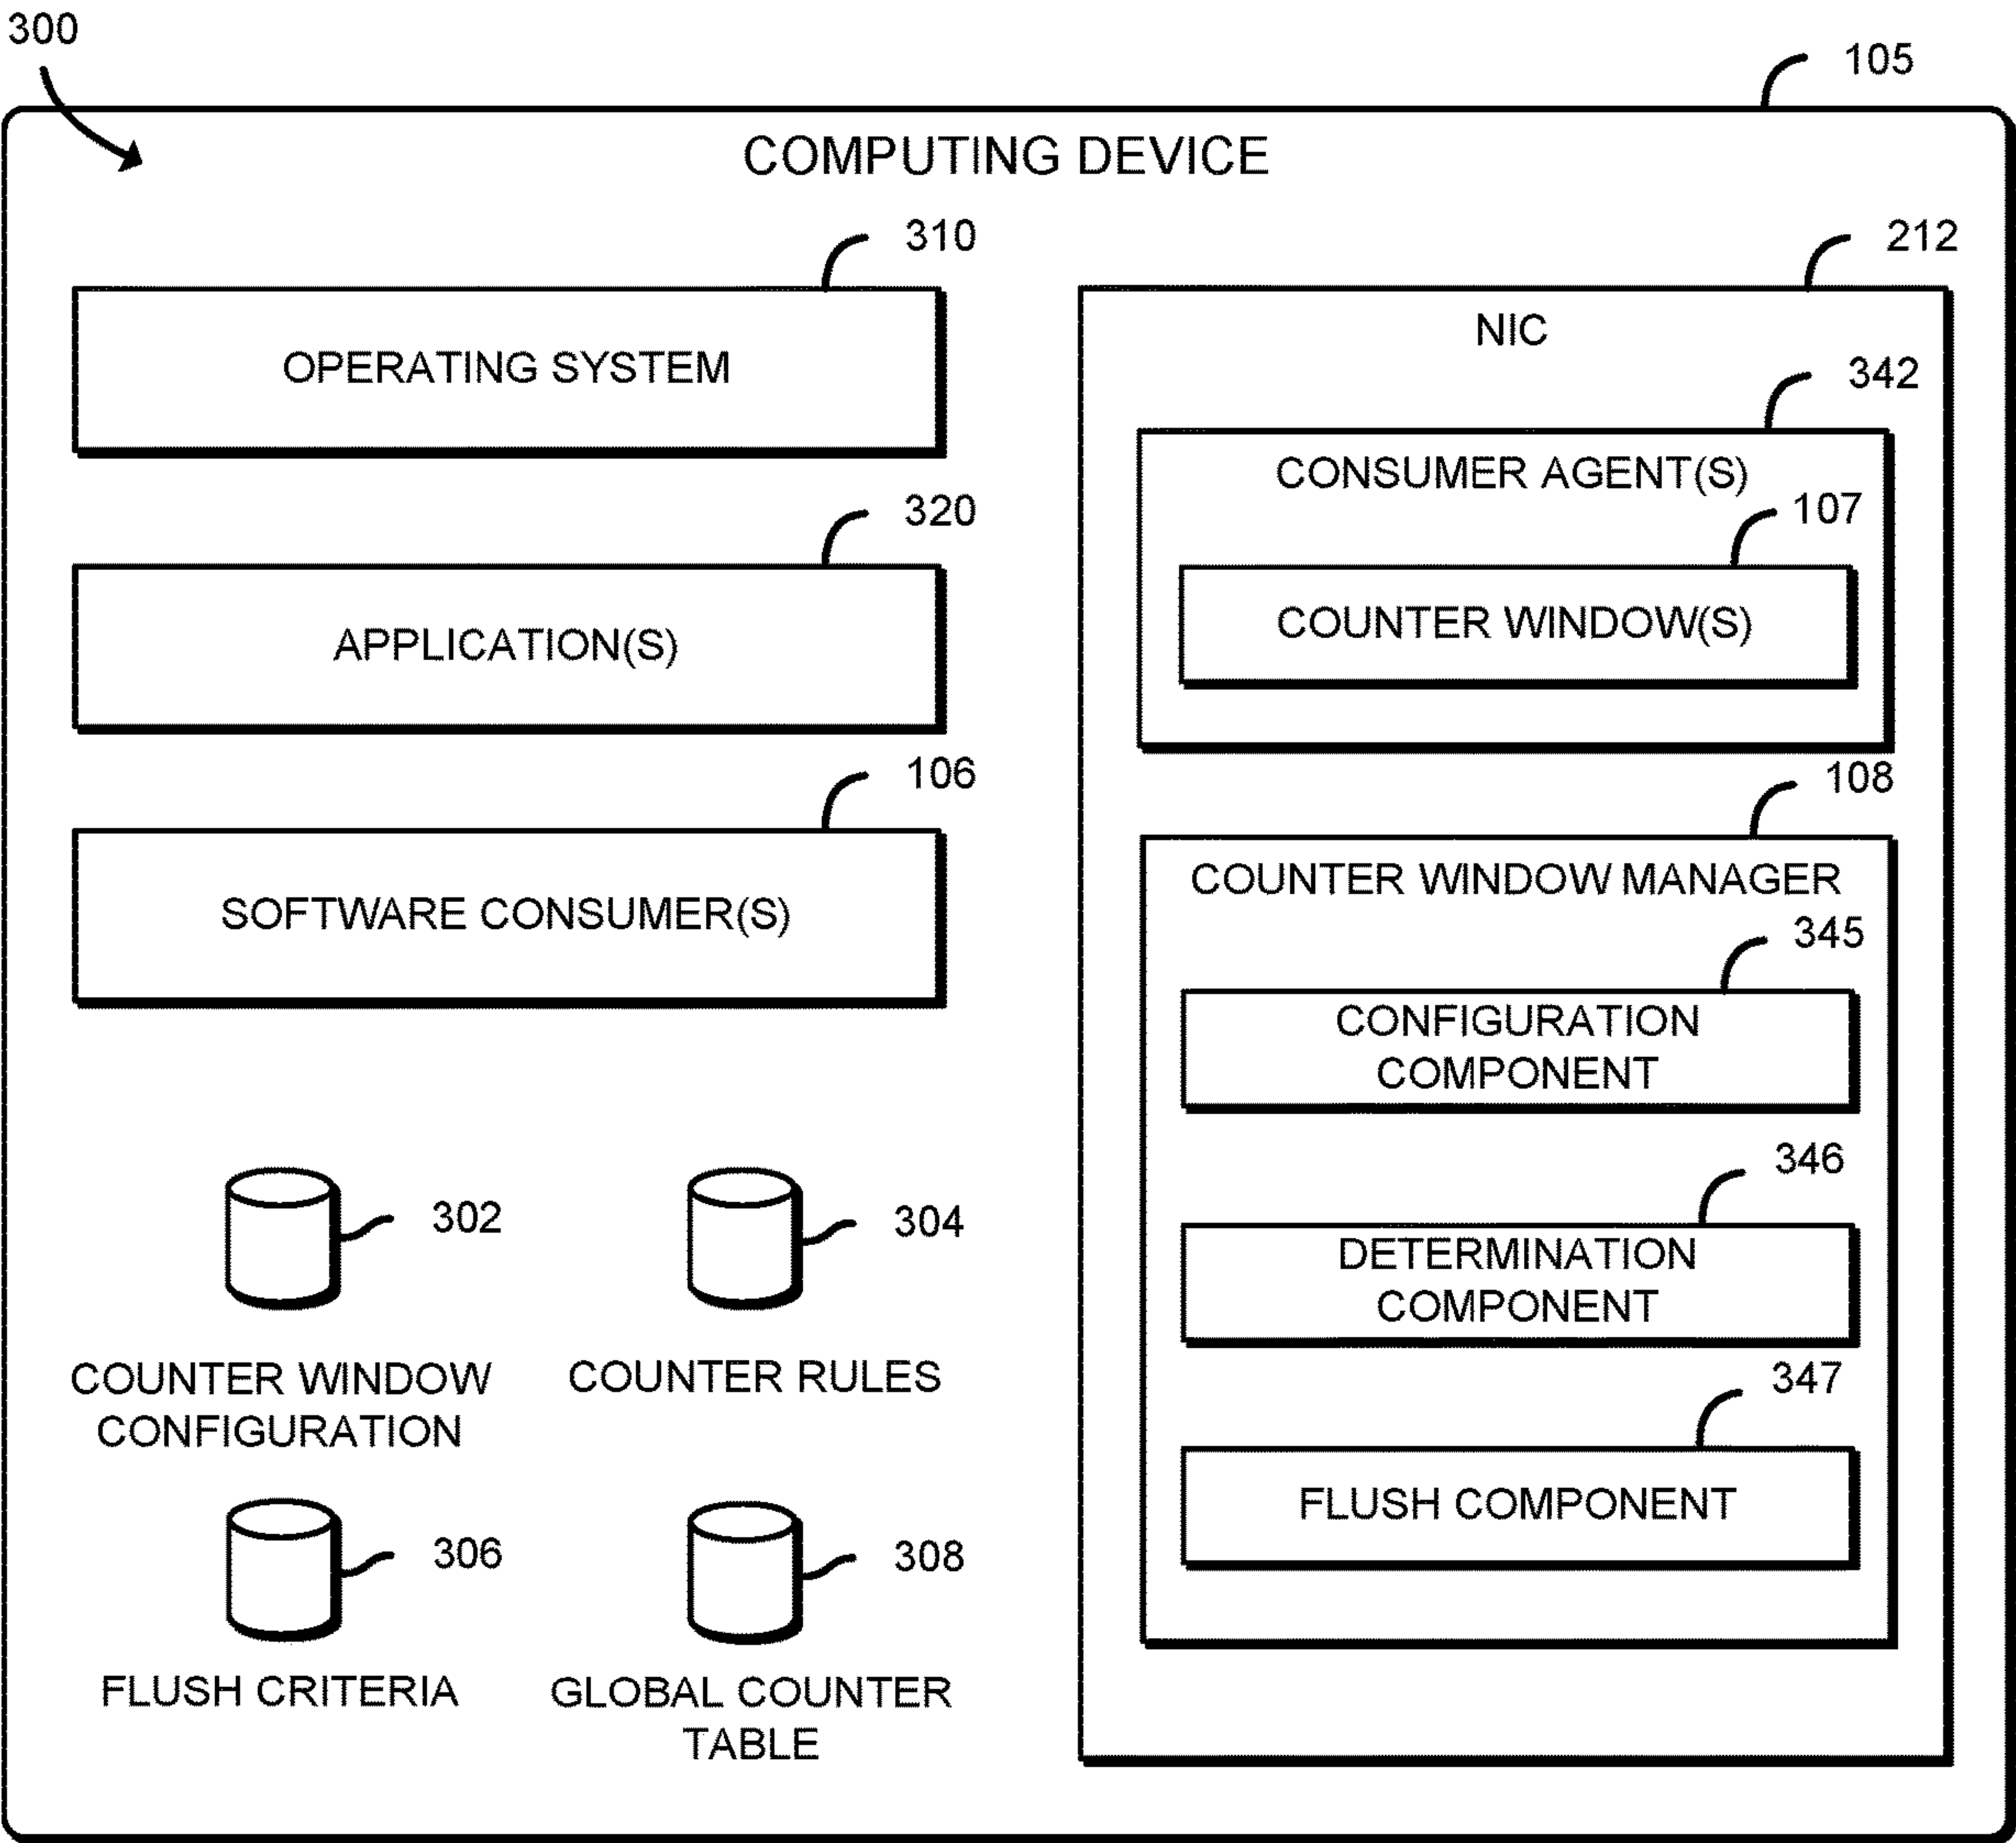 300
105
COMPUTING DEVICE
310
OPERATING SYSTEM
320
APPLICATION(S)
106
SOFTWARE CONSUMER(S)
302
COUNTER WINDOW
CONFIGURATION
304
COUNTER RULES
306
FLUSH CRITERIA
308
GLOBAL COUNTER
TABLE
212
NIC
342
CONSUMER AGENT(S)
107
COUNTER WINDOW(S)
108
COUNTER WINDOW MANAGER
345
CONFIGURATION
COMPONENT
346
DETERMINATION
COMPONENT
347
FLUSH COMPONENT